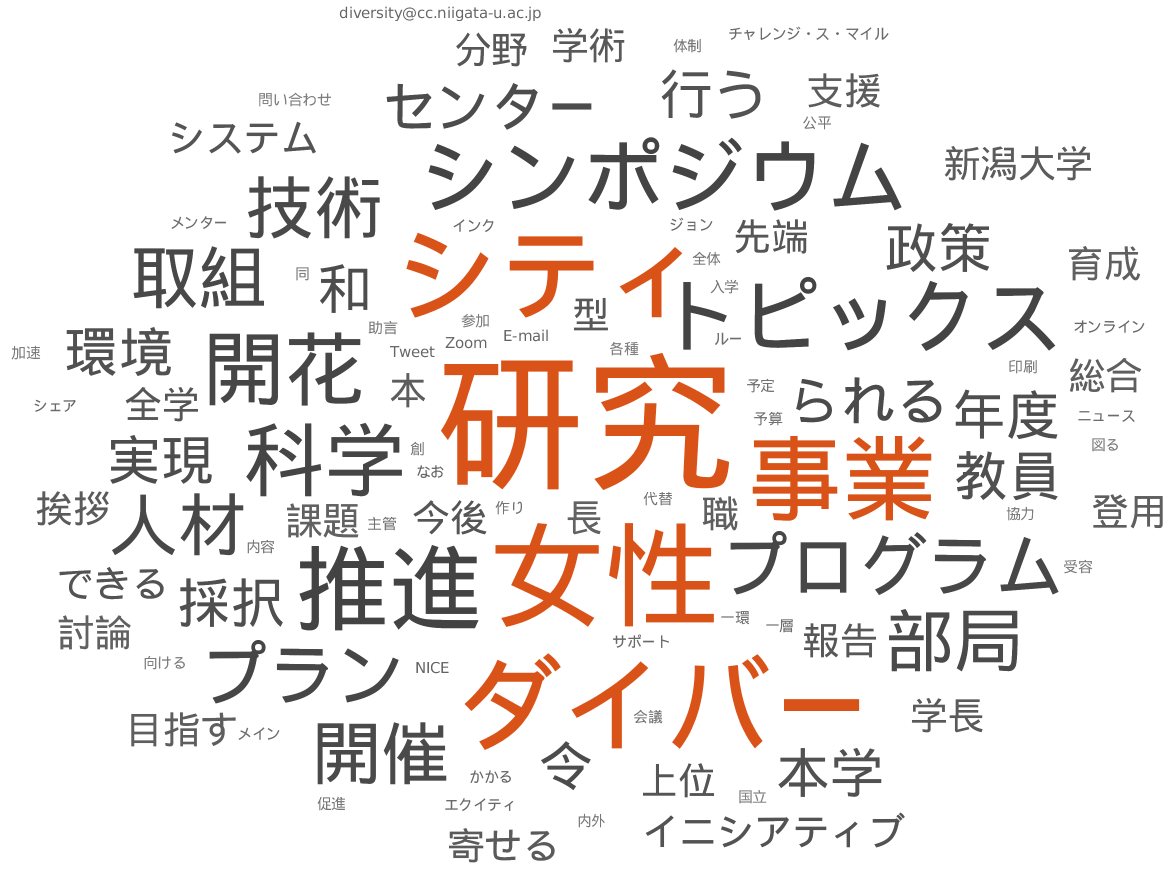 diversity@cc.niigata-u.ac.jp
分野 学術 体制 チャレンジ・ス・マイル
問い合わせ センター 行う 支援
システム 公平
シンポジウム 新潟大学
技術
メンター インク ジョン 先端 政策
取組 同 和 シティ 全体 育成
入学 トピックス
環境 助言 参加 型 オンライン
加速 開花 Tweet Zoom E-mail 各種 ルー
シェア 全学 本 研究 予定 られる 印刷 総合
予算 年度 ニュース
実現 科学 創 事業 教員 図る
なお
挨拶 人材 課題 主管 今後 作り 長 代替 職 協力 登用
内容
できる 採択 推進 女性 プログラム 受容
討論 一環 一層 報告 部局
向ける プラン NICE サポート
目指す メイン ダイバー 会議 学長
開催 令 上位 本学
かかる
促進 エクイティ 国立
寄せる 内外 イニシアティブ